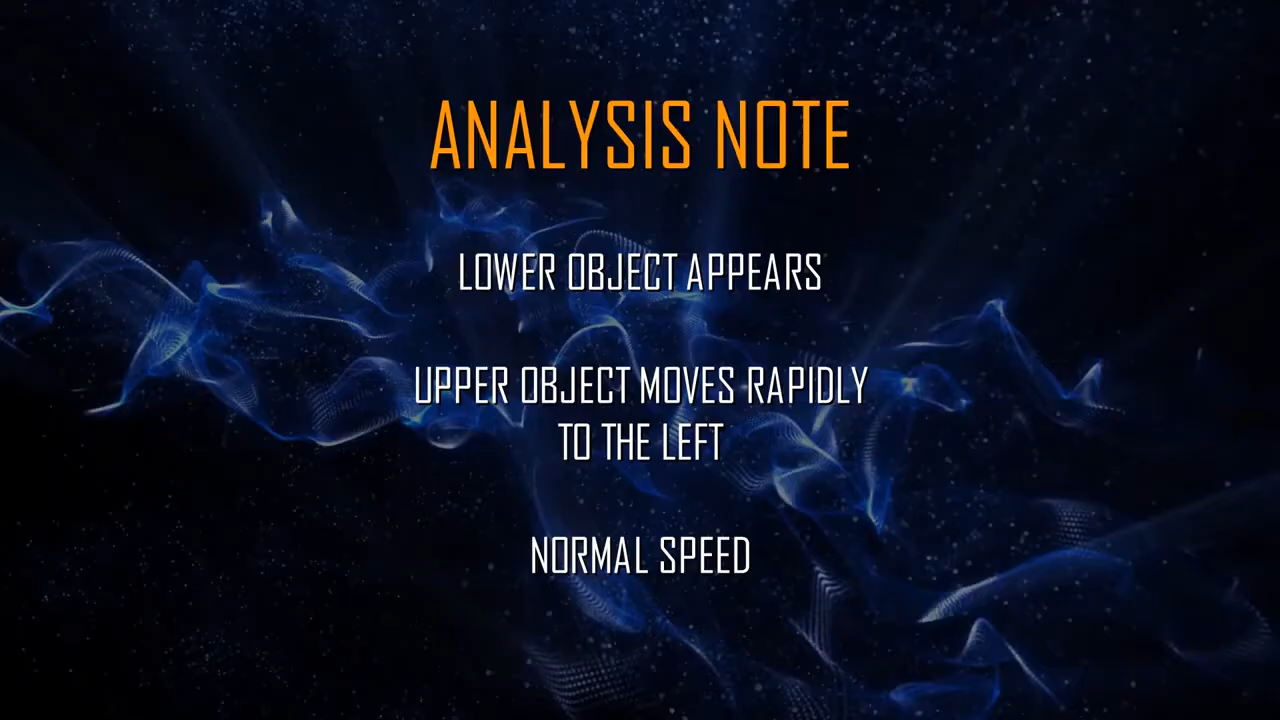 ANALYSIS NOTE
LOWER OBJECT APPEARS
UPPER OBJECT MOVES RAPIDLY
TO THE LEFT
NORMAL SPEED